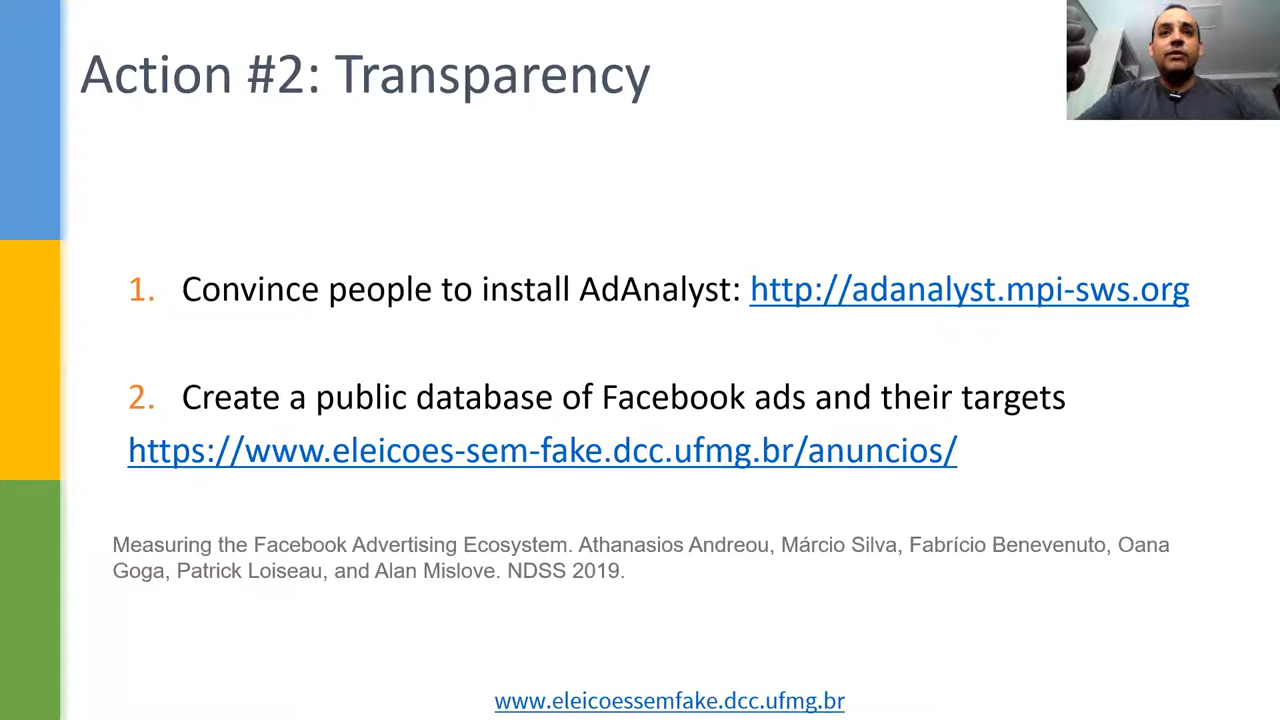 Action #2: Transparency
1. Convince people to install AdAnalyst: http://adanalyst.mpi-sws.org
2. Create a public database of Facebook ads and their targets
https://www.eleicoes-sem-fake.dcc.ufmg.br/anuncios/
Measuring the Facebook Advertising Ecosystem. Athanasios Andreou, Márcio Silva, Fabrício Benevenuto, Oana
Goga, Patrick Loiseau, and Alan Mislove. NDSS 2019.
www.eleicoessemfake.dcc.ufmg.br